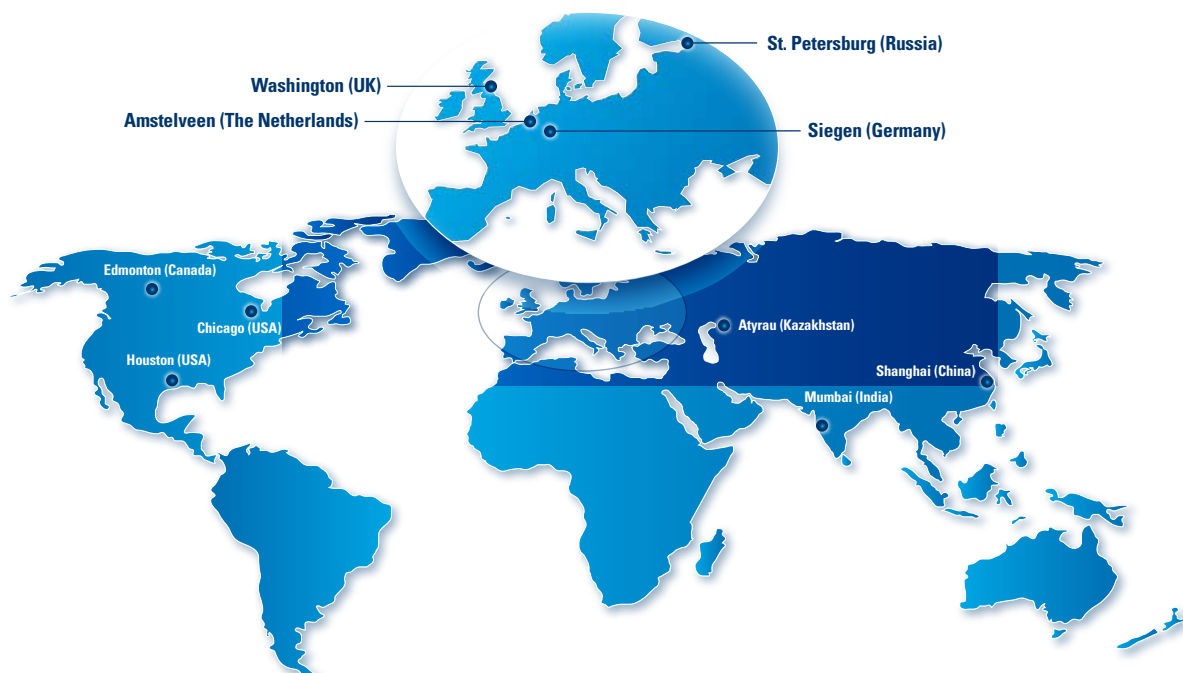 St. Petersburg (Russia)
Washington (UK)
Amstelveen (The Netherlands)
Siegen (Germany)
Edmonton (Canada)
Chicago (USA)
Atyrau (Kazakhstan)
Houston (USA)
Shanghai (China)
Mumbai (India)